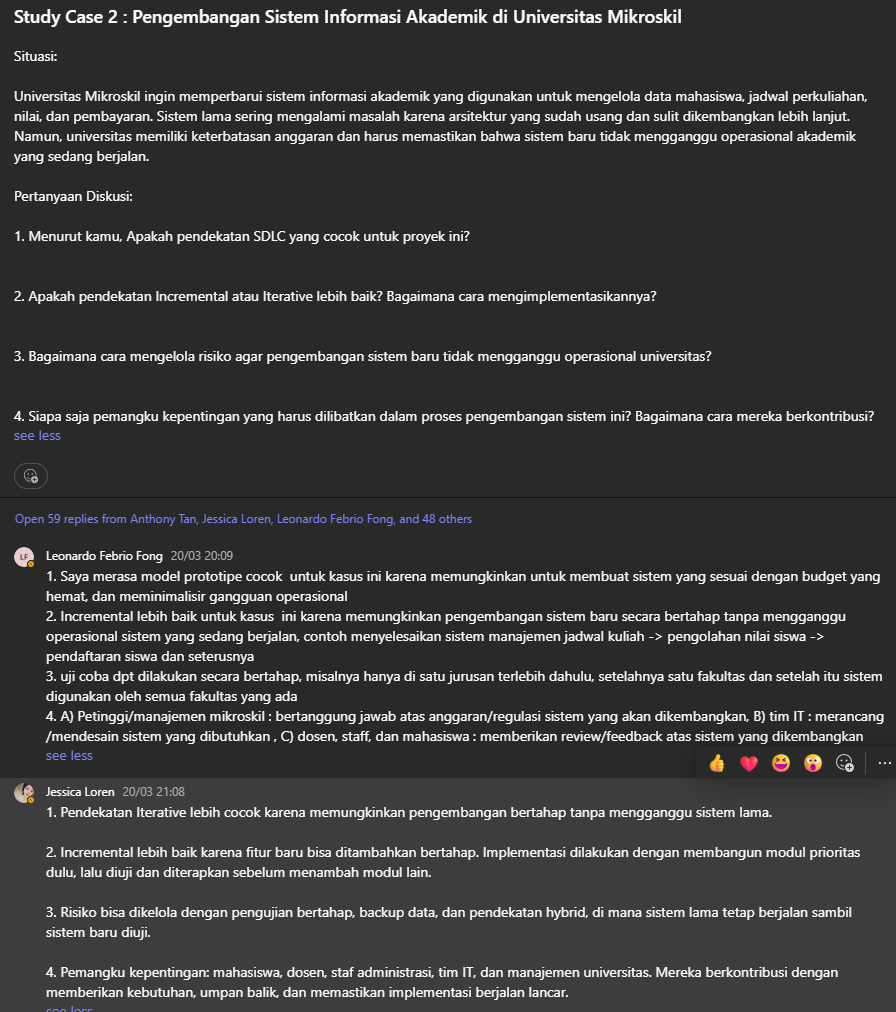 Study Case 2 : Pengembangan Sistem Informasi Akademik di Universitas Mikroskil
Situasi:
Universitas Mikroskil ingin memperbarui sistem informasi akademik yang digunakan untuk mengelola data mahasiswa, jadwal perkuliahan,
nilai, dan pembayaran. Sistem lama sering mengalami masalah karena arsitektur yang sudah usang dan sulit dikembangkan lebih lanjut.
Namun, universitas memiliki keterbatasan anggaran dan harus memastikan bahwa sistem baru tidak mengganggu operasional akademik
yang sedang berjalan.
Pertanyaan Diskusi:
1. Menurut kamu, Apakah pendekatan SDLC yang cocok untuk proyek ini?
2. Apakah pendekatan Incremental atau Iterative lebih baik? Bagaimana cara mengimplementasikannya?
3. Bagaimana cara mengelola risiko agar pengembangan sistem baru tidak mengganggu operasional universitas?
4. Siapa saja pemangku kepentingan yang harus dilibatkan dalam proses pengembangan sistem ini? Bagaimana cara mereka berkontribusi?
see less
Open 59 replies from Anthony Tan, Jessica Loren, Leonardo Febrio Fong, and 48 others
LF
Leonardo Febrio Fong 20/03 20:09
1. Saya merasa model prototipe cocok  untuk kasus ini karena memungkinkan untuk membuat sistem yang sesuai dengan budget yang
hemat, dan meminimalisir gangguan operasional
2. Incremental lebih baik untuk kasus  ini karena memungkinkan pengembangan sistem baru secara bertahap tanpa mengganggu
operasional sistem yang sedang berjalan, contoh menyelesaikan sistem manajemen jadwal kuliah -> pengolahan nilai siswa ->
pendaftaran siswa dan seterusnya
3. uji coba dpt dilakukan secara bertahap, misalnya hanya di satu jurusan terlebih dahulu, setelahnya satu fakultas dan setelah itu sistem
digunakan oleh semua fakultas yang ada
4. A) Petinggi/manajemen mikroskil : bertanggung jawab atas anggaran/regulasi sistem yang akan dikembangkan, B) tim IT : merancang
/mendesain sistem yang dibutuhkan , C) dosen, staff, dan mahasiswa : memberikan review/feedback atas sistem yang dikembangkan
see less
Jessica Loren 20/03 21:08
1. Pendekatan Iterative lebih cocok karena memungkinkan pengembangan bertahap tanpa mengganggu sistem lama.
2. Incremental lebih baik karena fitur baru bisa ditambahkan bertahap. Implementasi dilakukan dengan membangun modul prioritas
dulu, lalu diuji dan diterapkan sebelum menambah modul lain.
3. Risiko bisa dikelola dengan pengujian bertahap, backup data, dan pendekatan hybrid, di mana sistem lama tetap berjalan sambil
sistem baru diuji.
4. Pemangku kepentingan: mahasiswa, dosen, staf administrasi, tim IT, dan manajemen universitas. Mereka berkontribusi dengan
memberikan kebutuhan, umpan balik, dan memastikan implementasi berjalan lancar.
see less